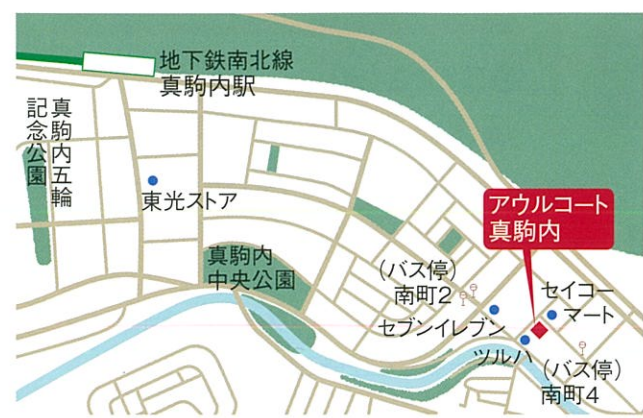 地下鉄南北線
真駒内駅
真駒内五輪
記念公園
東光ストア
アウルコート
真駒内
真駒内
中央公園
(バス停)
南町2
セイコー
マート
セブンイレブン
ツルハ
(バス停)
南町4